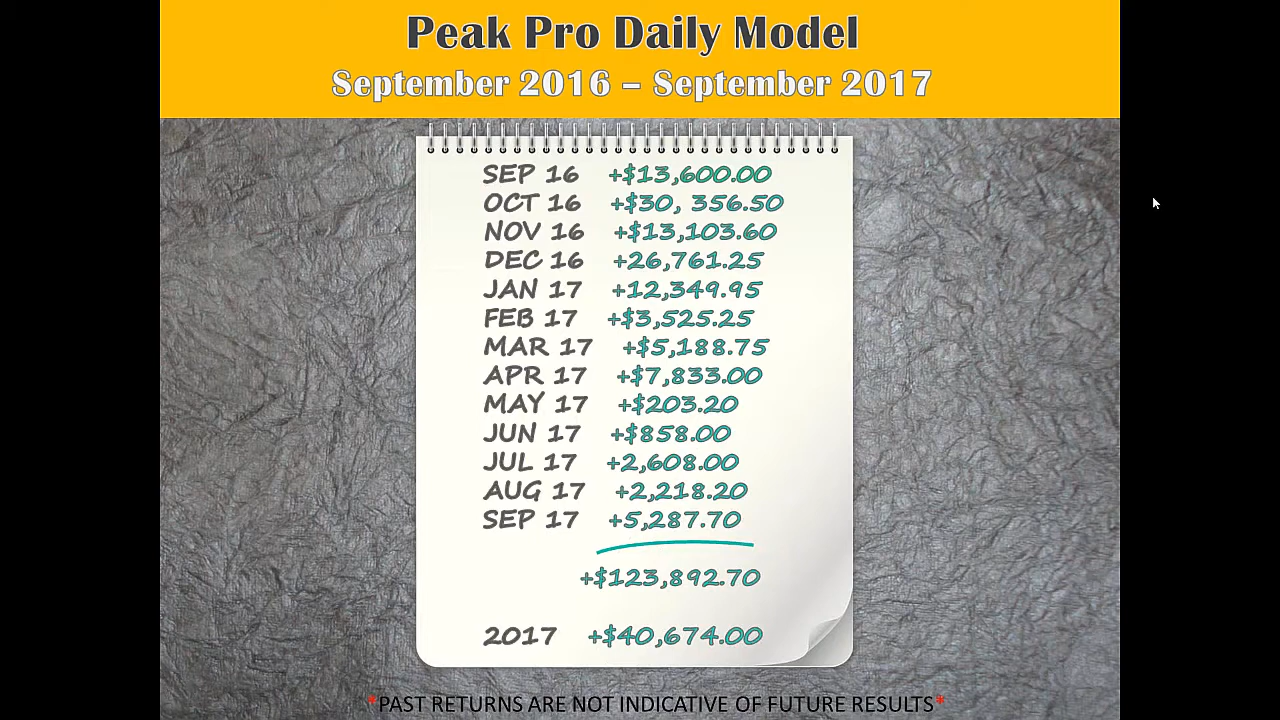 Peak Pro Daily Model
September 2016 – September 2017
SEP 16 +$13,600.00
OCT 16 +$30, 356.50
NOV 16 +$13,103.60
DEC 16 +26,761.25
JAN 17 +12,349.95
FEB 17 +$3,525.25
MAR 17 +$5,188.75
APR 17 +$7,833.00
MAY 17 +$203.20
JUN 17 +$858.00
JUL 17 +2,608.00
AUG 17 +2,218.20
SEP 17 +5,287.70
+$123,892.70
2017 +$40,674.00
*PAST RETURNS ARE NOT INDICATIVE OF FUTURE RESULTS*